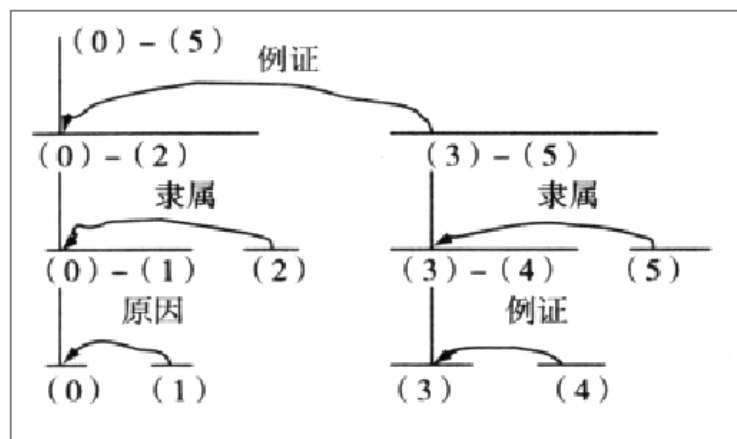 (0)-(5)
例证
(0)-(2) (3)-(5)
隶属 隶属
(0)-(1) (2) (3)-(4) (5)
原因 例证
(0) (1) (3) (4)